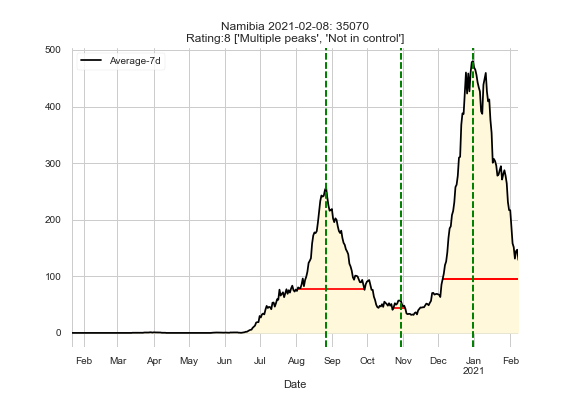 Namibia 2021-02-08: 35070
Rating:8 ['Multiple peaks', 'Not in control']
Average-7d
500
400
300
200
100
0
Feb Mar Apr May Jun Jul Aug Sep Oct Nov Dec Jan Feb
2021
Date